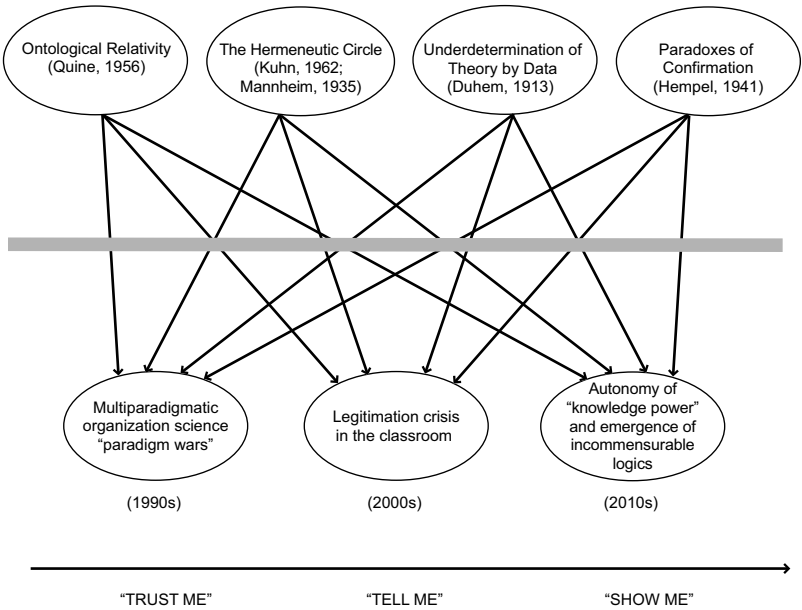 Ontological Relativity
(Quine, 1956)
The Hermeneutic Circle
(Kuhn, 1962;
Mannheim, 1935)
Underdetermination of
Theory by Data
(Duhem, 1913)
Paradoxes of
Confirmation
(Hempel, 1941)
Multiparadigmatic
organization science
“paradigm wars”
Legitimation crisis
in the classroom
Autonomy of
“knowledge power”
and emergence of
incommensurable
logics
(1990s)
(2000s)
(2010s)
“TRUST ME”
“TELL ME”
“SHOW ME”